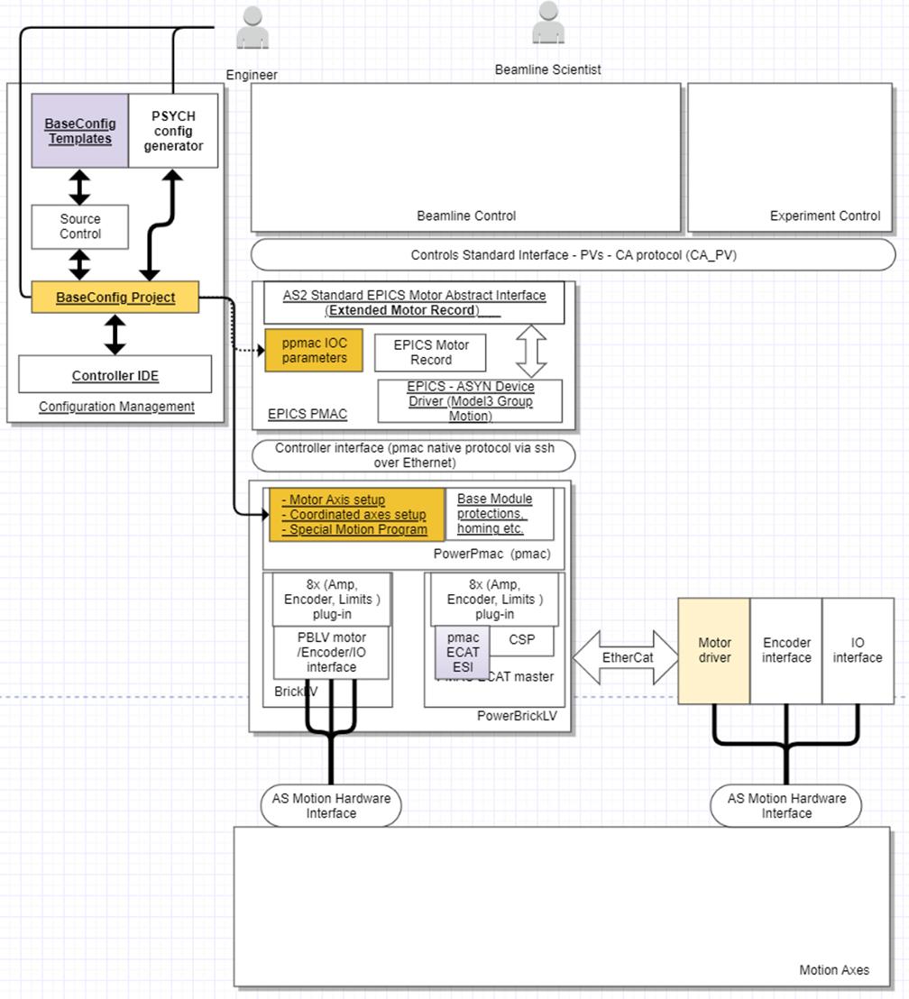 Engineer
Beamline Scientist
BaseConfig
Templates
PSYCH
config
generator
Source
Control
BaseConfig Project
Controller IDE
Configuration Management
Beamline Control
Experiment Control
Controls Standard Interface - PVs - CA protocol (CA_PV)
AS2 Standard EPICS Motor Abstract Interface
(Extended Motor Record)
ppmac IOC
parameters
EPICS Motor
Record
EPICS - ASYN Device
Driver (Model3 Group
Motion)
EPICS PMAC
Controller interface (pmac native protocol via ssh
over Ethernet)
- Motor Axis setup
- Coordinated axes setup
- Special Motion Program
Base Module
protections,
homing etc.
PowerPmac (pmac)
8x (Amp,
Encoder, Limits )
plug-in
PBLV motor
/Encoder/IO
interface
BrickLV
8x (Amp,
Encoder, Limits )
plug-in
pmac
ECAT
ESI
CSP
ECAT master
PowerBrickLV
EtherCat
Motor
driver
Encoder
interface
IO
interface
AS Motion Hardware
Interface
AS Motion Hardware
Interface
Motion Axes